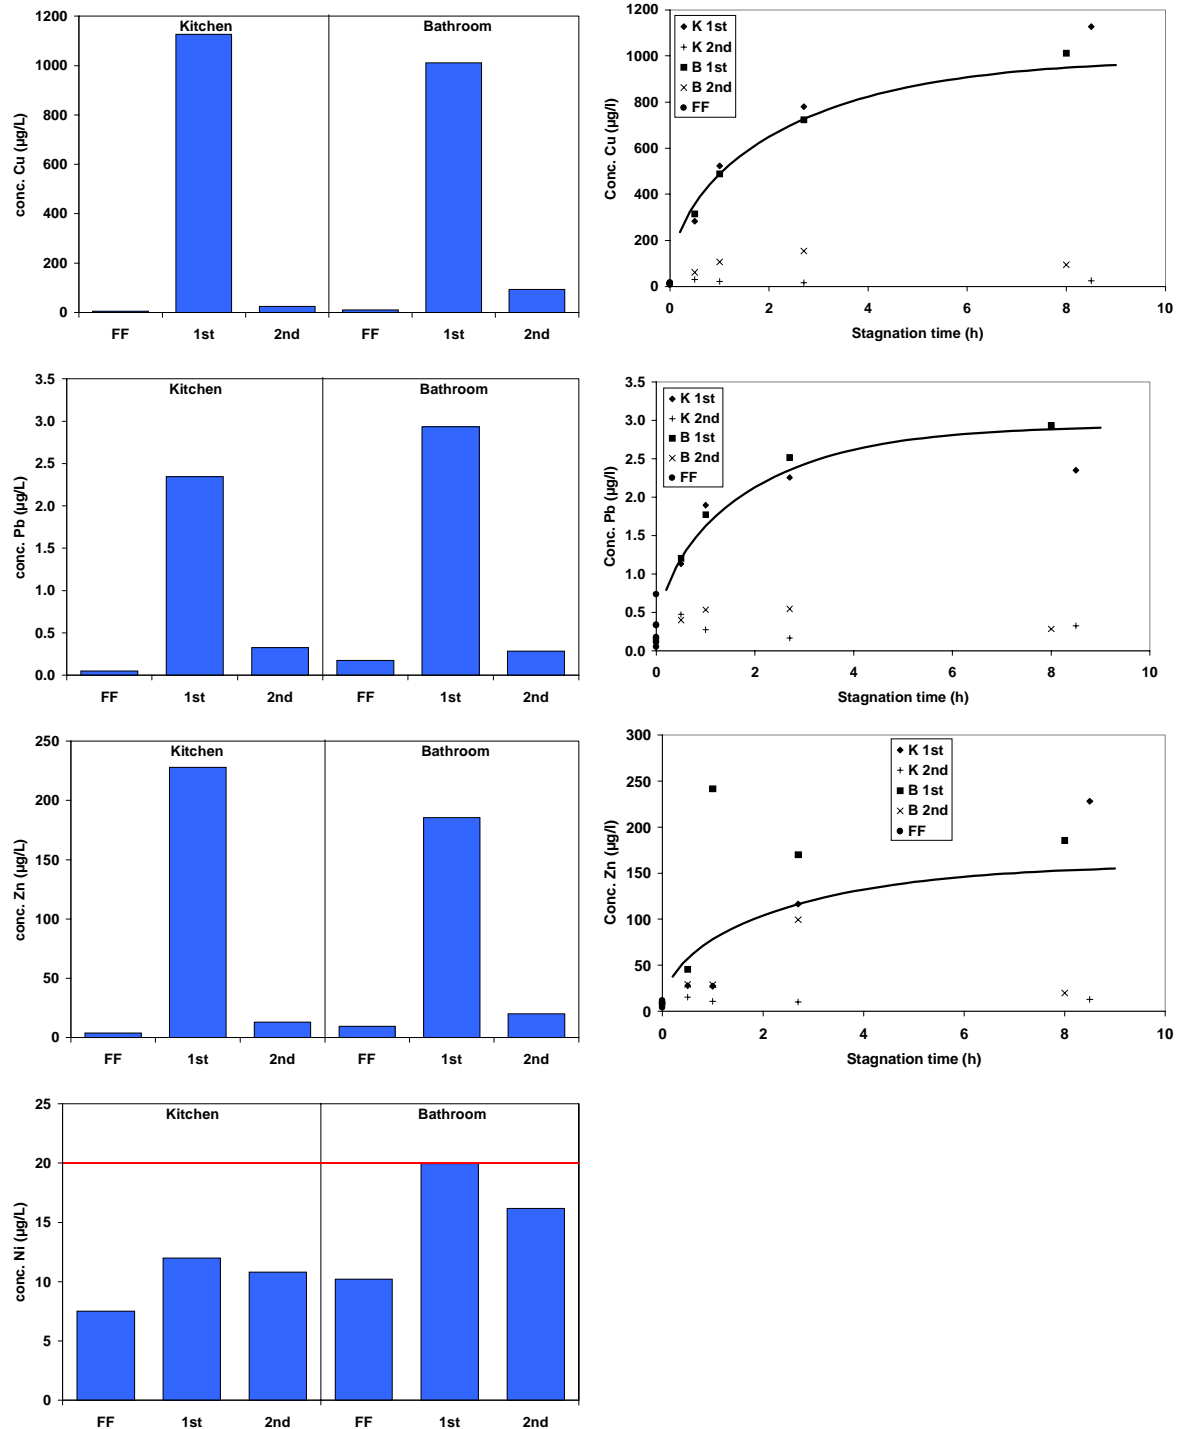 1200
1000
800
600
400
200
0
conc. Cu (µg/L)
Kitchen
Bathroom
FF
1st
2nd
FF
1st
2nd
1200
1000
800
600
400
200
0
Conc. Cu (µg/l)
K 1st
K 2nd
B 1st
B 2nd
FF
0
2
4
6
8
10
Stagnation time (h)
3.5
3.0
2.5
2.0
1.5
1.0
0.5
0.0
conc. Pb (µg/L)
Kitchen
Bathroom
FF
1st
2nd
FF
1st
2nd
3.5
3.0
2.5
2.0
1.5
1.0
0.5
0.0
Conc. Pb (µg/l)
K 1st
K 2nd
B 1st
B 2nd
FF
0
2
4
6
8
10
Stagnation time (h)
250
200
150
100
50
0
conc. Zn (µg/L)
Kitchen
Bathroom
FF
1st
2nd
FF
1st
2nd
300
250
200
150
100
50
0
Conc. Zn (µg/l)
K 1st
K 2nd
B 1st
B 2nd
FF
0
2
4
6
8
10
Stagnation time (h)
25
20
15
10
5
0
conc. Ni (µg/L)
Kitchen
Bathroom
FF
1st
2nd
FF
1st
2nd